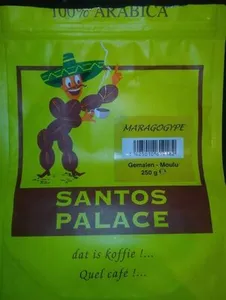 100% ARABICA
MARAGOGYPE
Gemalen - Moulu
250 g e
SANTOS
PALACE
dat is koffie !...
Quel café !...